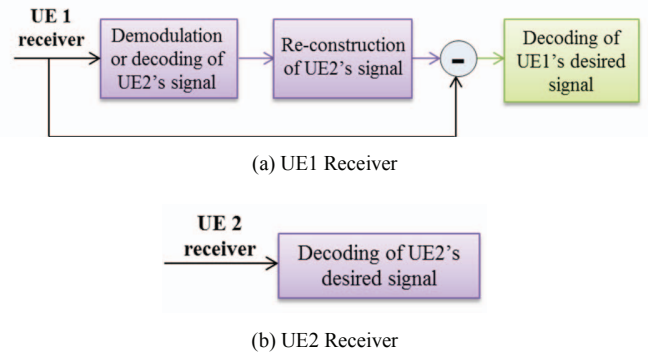 UE 1
receiver
Demodulation
or decoding of
UE2's signal
Re-construction
of UE2's signal
-
Decoding of
UE1's desired
signal
(a) UE1 Receiver
UE 2
receiver
Decoding of UE2's
desired signal
(b) UE2 Receiver